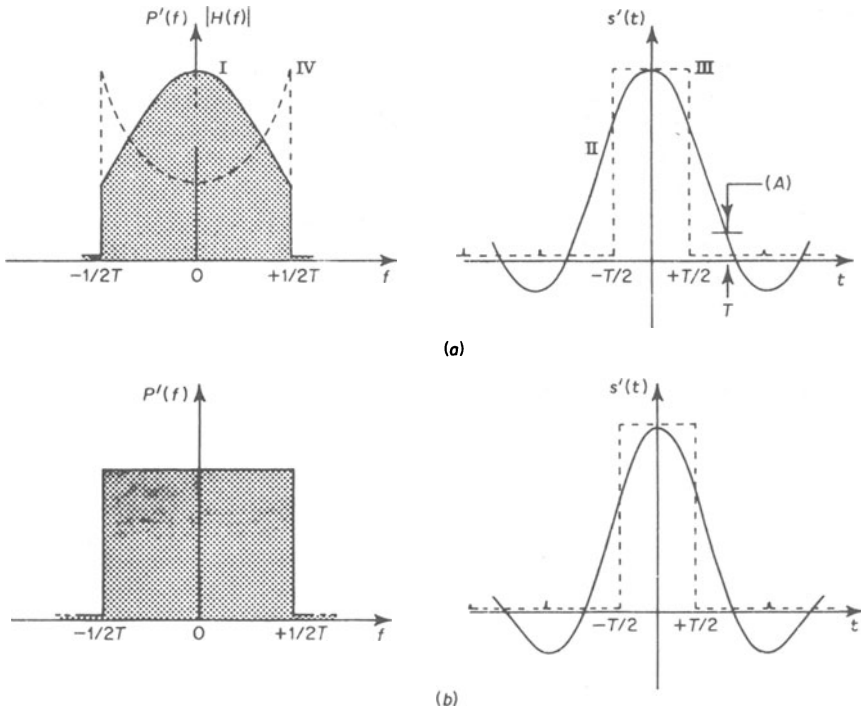 P'(f) |H(f)|
I
IV
-1/2T 0 +1/2T f
s'(t)
III
II
(A)
-T/2 +T/2 T t
(a)
P'(f)
-1/2T 0 +1/2T f
s'(t)
-T/2 +T/2 t
(b)